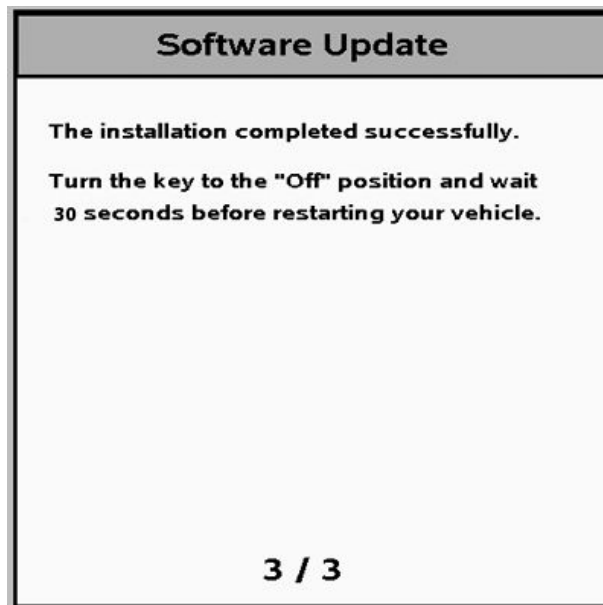 Software Update
The installation completed successfully.
Turn the key to the "Off" position and wait
30 seconds before restarting your vehicle.
3 / 3